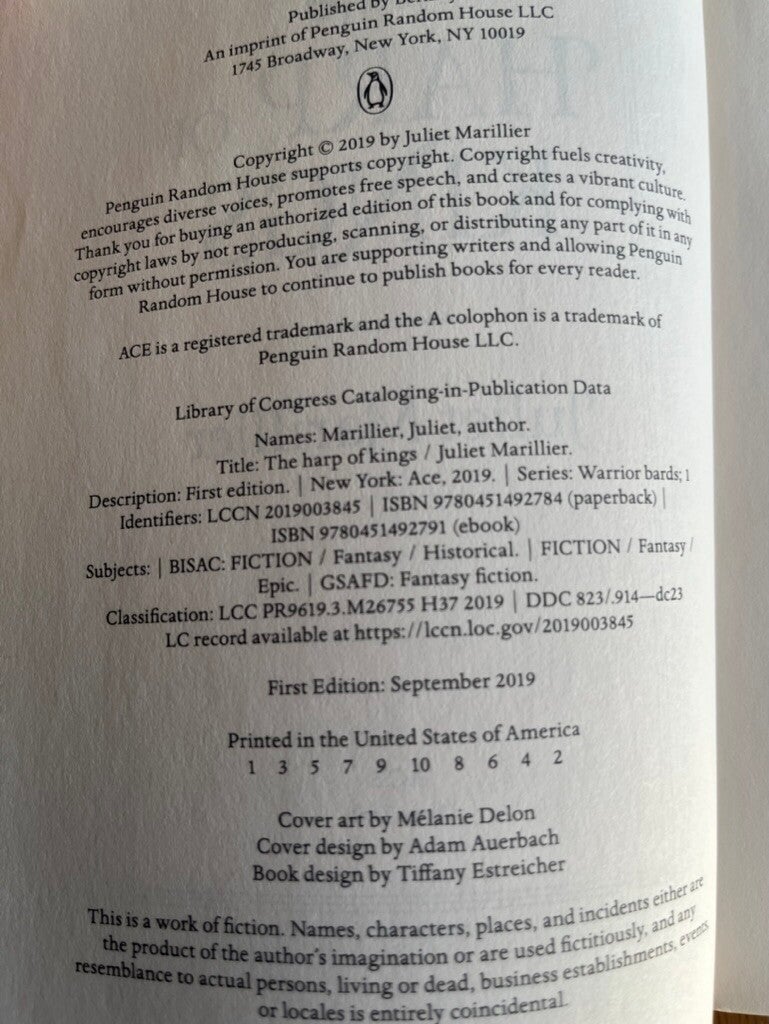 Published by
An imprint of Penguin Random House LLC
1745 Broadway, New York, NY 10019
Copyright © 2019 by Juliet Marillier
Penguin Random House supports copyright. Copyright fuels creativity,
encourages diverse voices, promotes free speech, and creates a vibrant culture.
Thank you for buying an authorized edition of this book and for complying with
copyright laws by not reproducing, scanning, or distributing any part of it in any
form without permission. You are supporting writers and allowing Penguin
Random House to continue to publish books for every reader.
ACE is a registered trademark and the A colophon is a trademark of
Penguin Random House LLC.
Library of Congress Cataloging-in-Publication Data
Names: Marillier, Juliet, author.
Title: The harp of kings / Juliet Marillier.
Description: First edition. | New York: Ace, 2019. | Series: Warrior bards; 1
Identifiers: LCCN 2019003845 | ISBN 9780451492784 (paperback) |
ISBN 9780451492791 (ebook)
Subjects: | BISAC: FICTION / Fantasy / Historical. | FICTION / Fantasy /
Epic. | GSAFD: Fantasy fiction.
Classification: LCC PR9619.3.M26755 H37 2019 | DDC 823/.914—dc23
LC record available at https://lccn.loc.gov/2019003845
First Edition: September 2019
Printed in the United States of America
1 3 5 7 9 10 8 6 4 2
Cover art by Mélanie Delon
Cover design by Adam Auerbach
Book design by Tiffany Estreicher
This is a work of fiction. Names, characters, places, and incidents either are
the product of the author's imagination or are used fictitiously, and any
resemblance to actual persons, living or dead, business establishments, events
or locales is entirely coincidental.